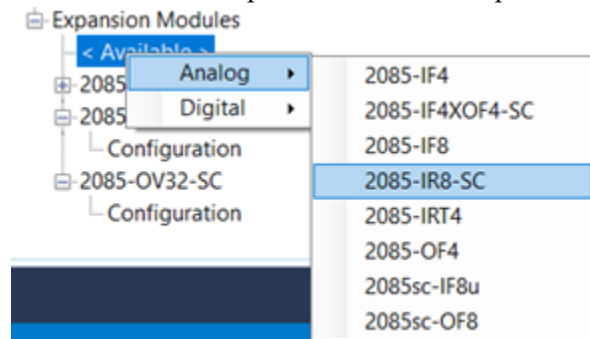 Expansion Modules
< Available >
2085
2085
Configuration
2085-OV32-SC
Configuration
Analog
Digital
2085-IF4
2085-IF4XOF4-SC
2085-IF8
2085-IR8-SC
2085-IRT4
2085-OF4
2085sc-IF8u
2085sc-OF8